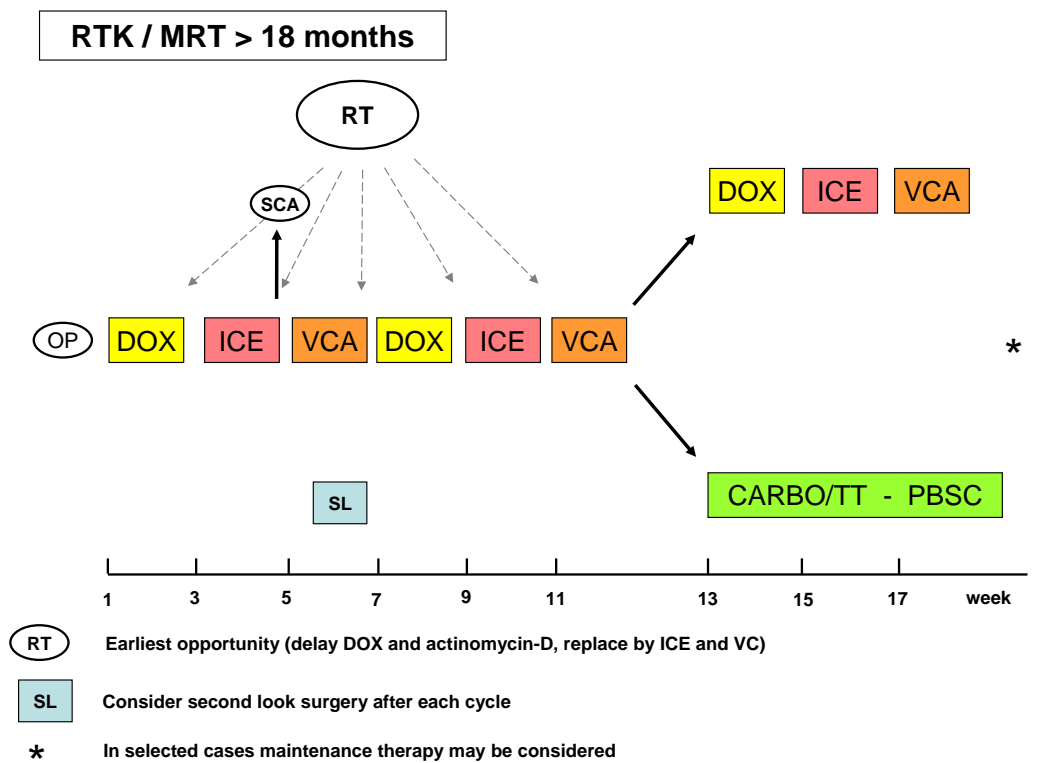 RTK / MRT > 18 months
RT
SCA
DOX ICE VCA
OP DOX ICE VCA DOX ICE VCA
*
SL
CARBO/TT - PBSC
1 3 5 7 9 11 13 15 17 week
RT Earliest opportunity (delay DOX and actinomycin-D, replace by ICE and VC)
SL Consider second look surgery after each cycle
* In selected cases maintenance therapy may be considered